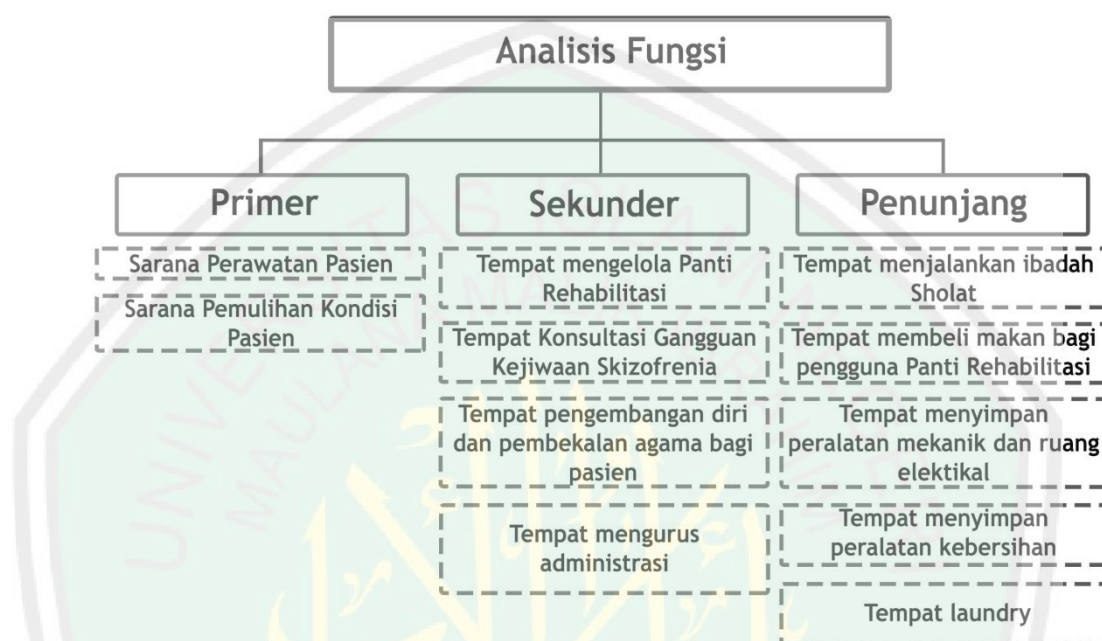 Analisis Fungsi
Primer
Sarana Perawatan Pasien
Sarana Pemulihan Kondisi
Pasien
Sekunder
Tempat mengelola Panti
Rehabilitasi
Tempat Konsultasi Gangguan
Kejiwaan Skizofrenia
Tempat pengembangan diri
dan pembekalan agama bagi
pasien
Tempat mengurus
administrasi
Penunjang
Tempat menjalankan ibadah
Sholat
Tempat membeli makan bagi
pengguna Panti Rehabilitasi
Tempat menyimpan
peralatan mekanik dan ruang
elektikal
Tempat menyimpan
peralatan kebersihan
Tempat laundry